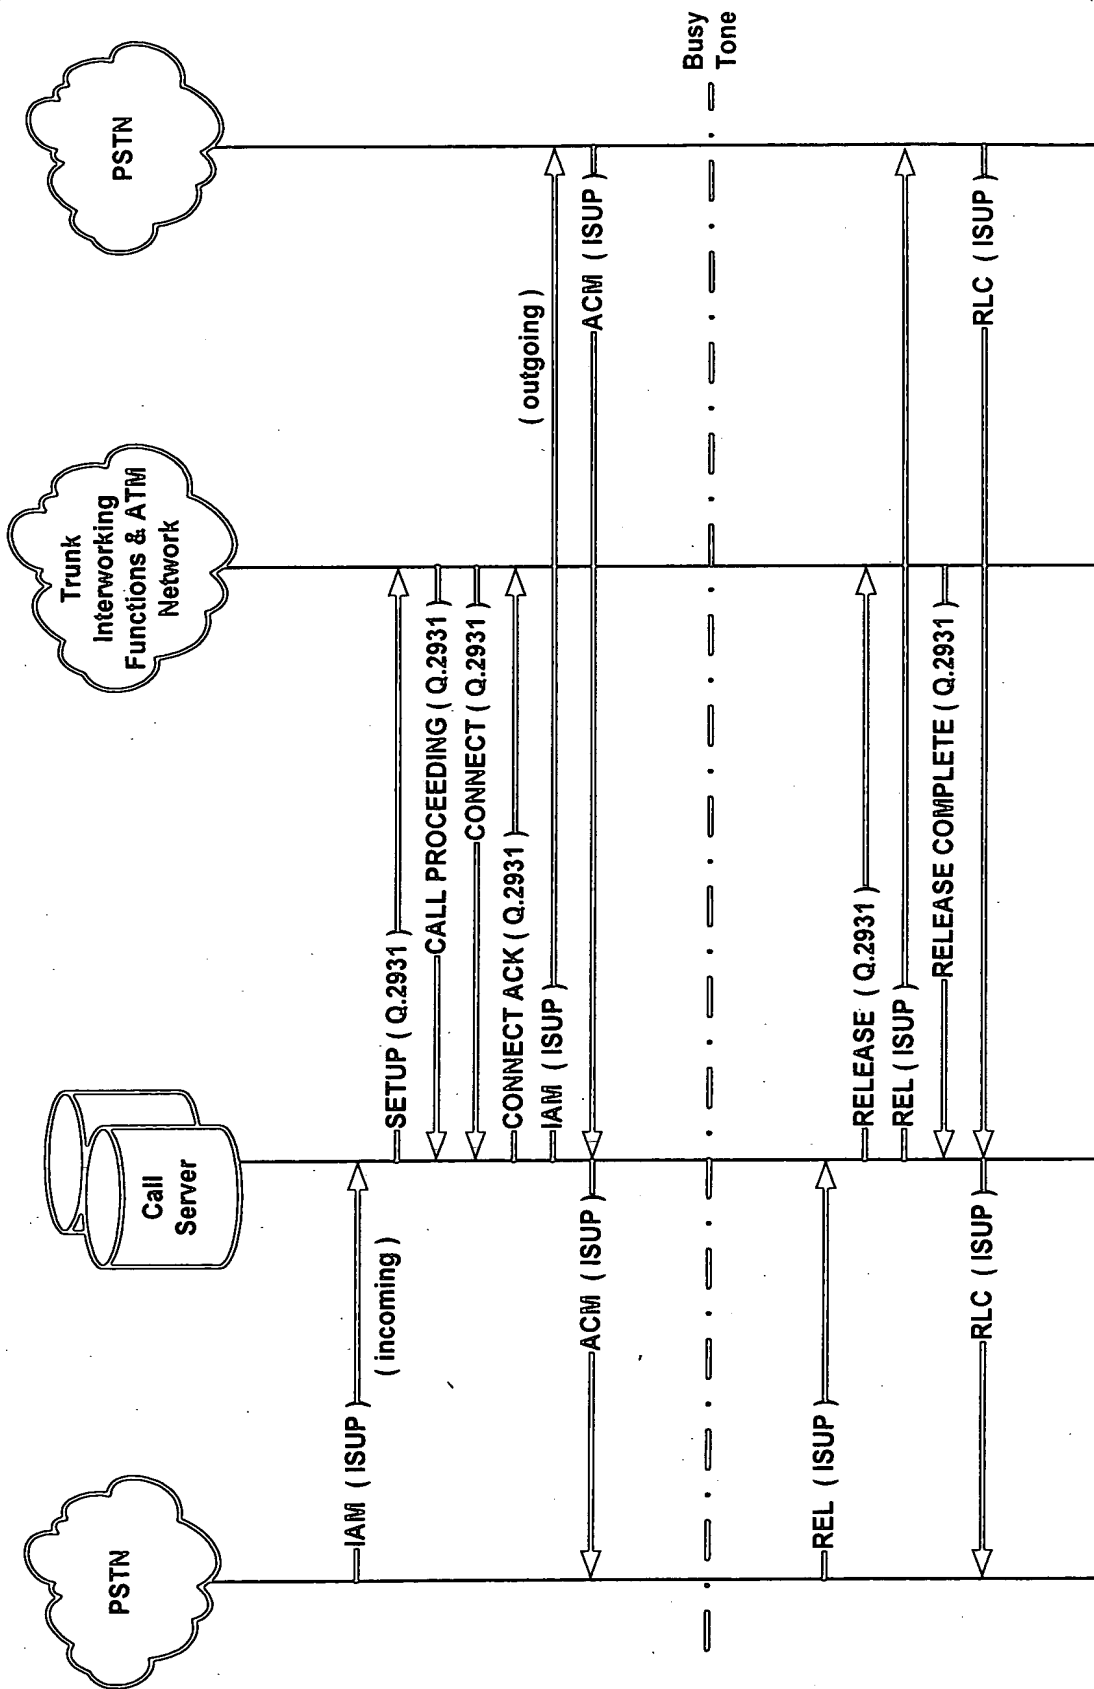 PSTN
Call
Server
Trunk
Interworking
Functions & ATM
Network
PSTN
IAM ( ISUP )
( incoming )
SETUP ( Q.2931 )
CALL PROCEEDING ( Q.2931 )
CONNECT ( Q.2931 )
CONNECT ACK ( Q.2931 )
IAM ( ISUP )
( outgoing )
ACM ( ISUP )
ACM ( ISUP )
Busy
Tone
REL ( ISUP )
RELEASE ( Q.2931 )
REL ( ISUP )
RELEASE COMPLETE ( Q.2931 )
RLC ( ISUP )
RLC ( ISUP )